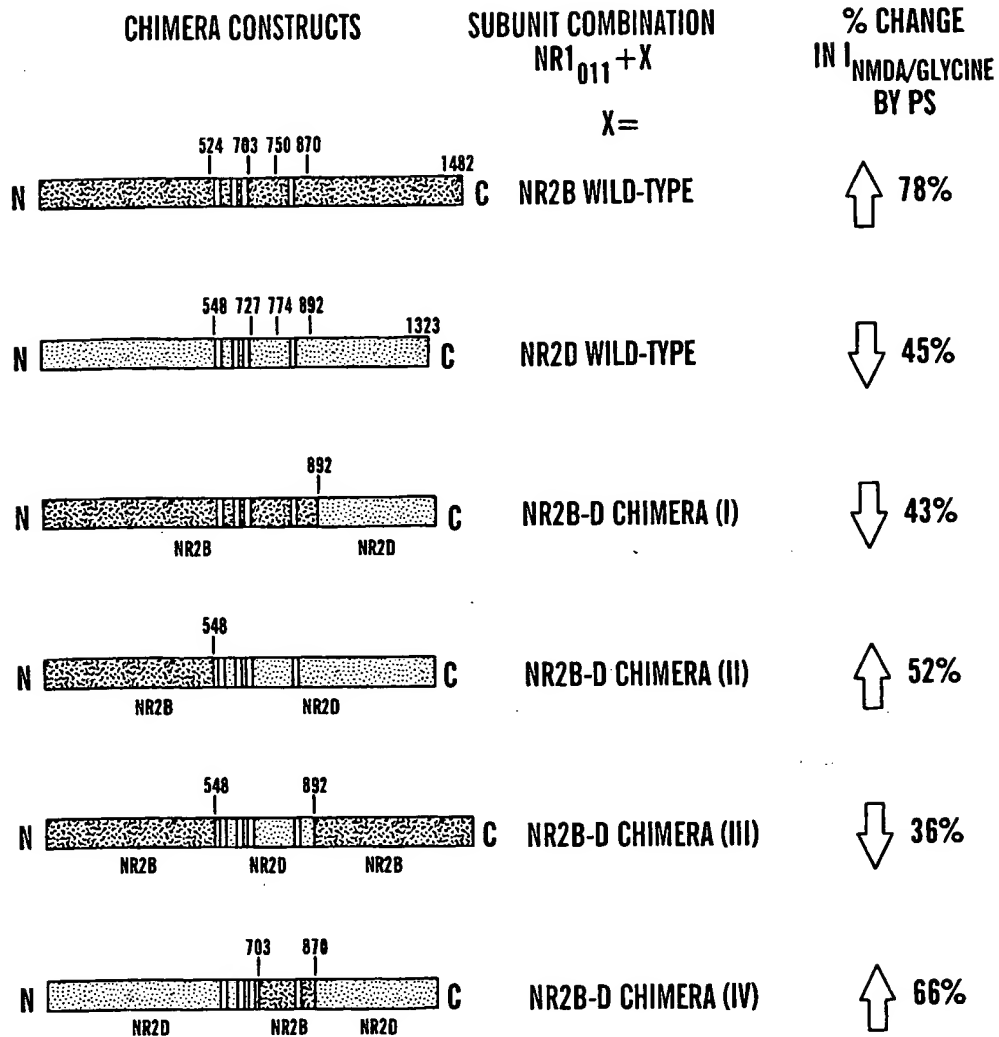 CHIMERA CONSTRUCTS
SUBUNIT COMBINATION
NR1011+X
X=
% CHANGE
IN INMDA/GLYCINE
BY PS
524 703 750 870
1482
N C NR2B WILD-TYPE 78%
548 727 774 892
1323
N C NR2D WILD-TYPE 45%
892
N C NR2B-D CHIMERA (I) 43%
NR2B NR2D
548
N C NR2B-D CHIMERA (II) 52%
NR2B NR2D
548 892
N C NR2B-D CHIMERA (III) 36%
NR2B NR2D NR2B
703 870
N C NR2B-D CHIMERA (IV) 66%
NR2D NR2B NR2D